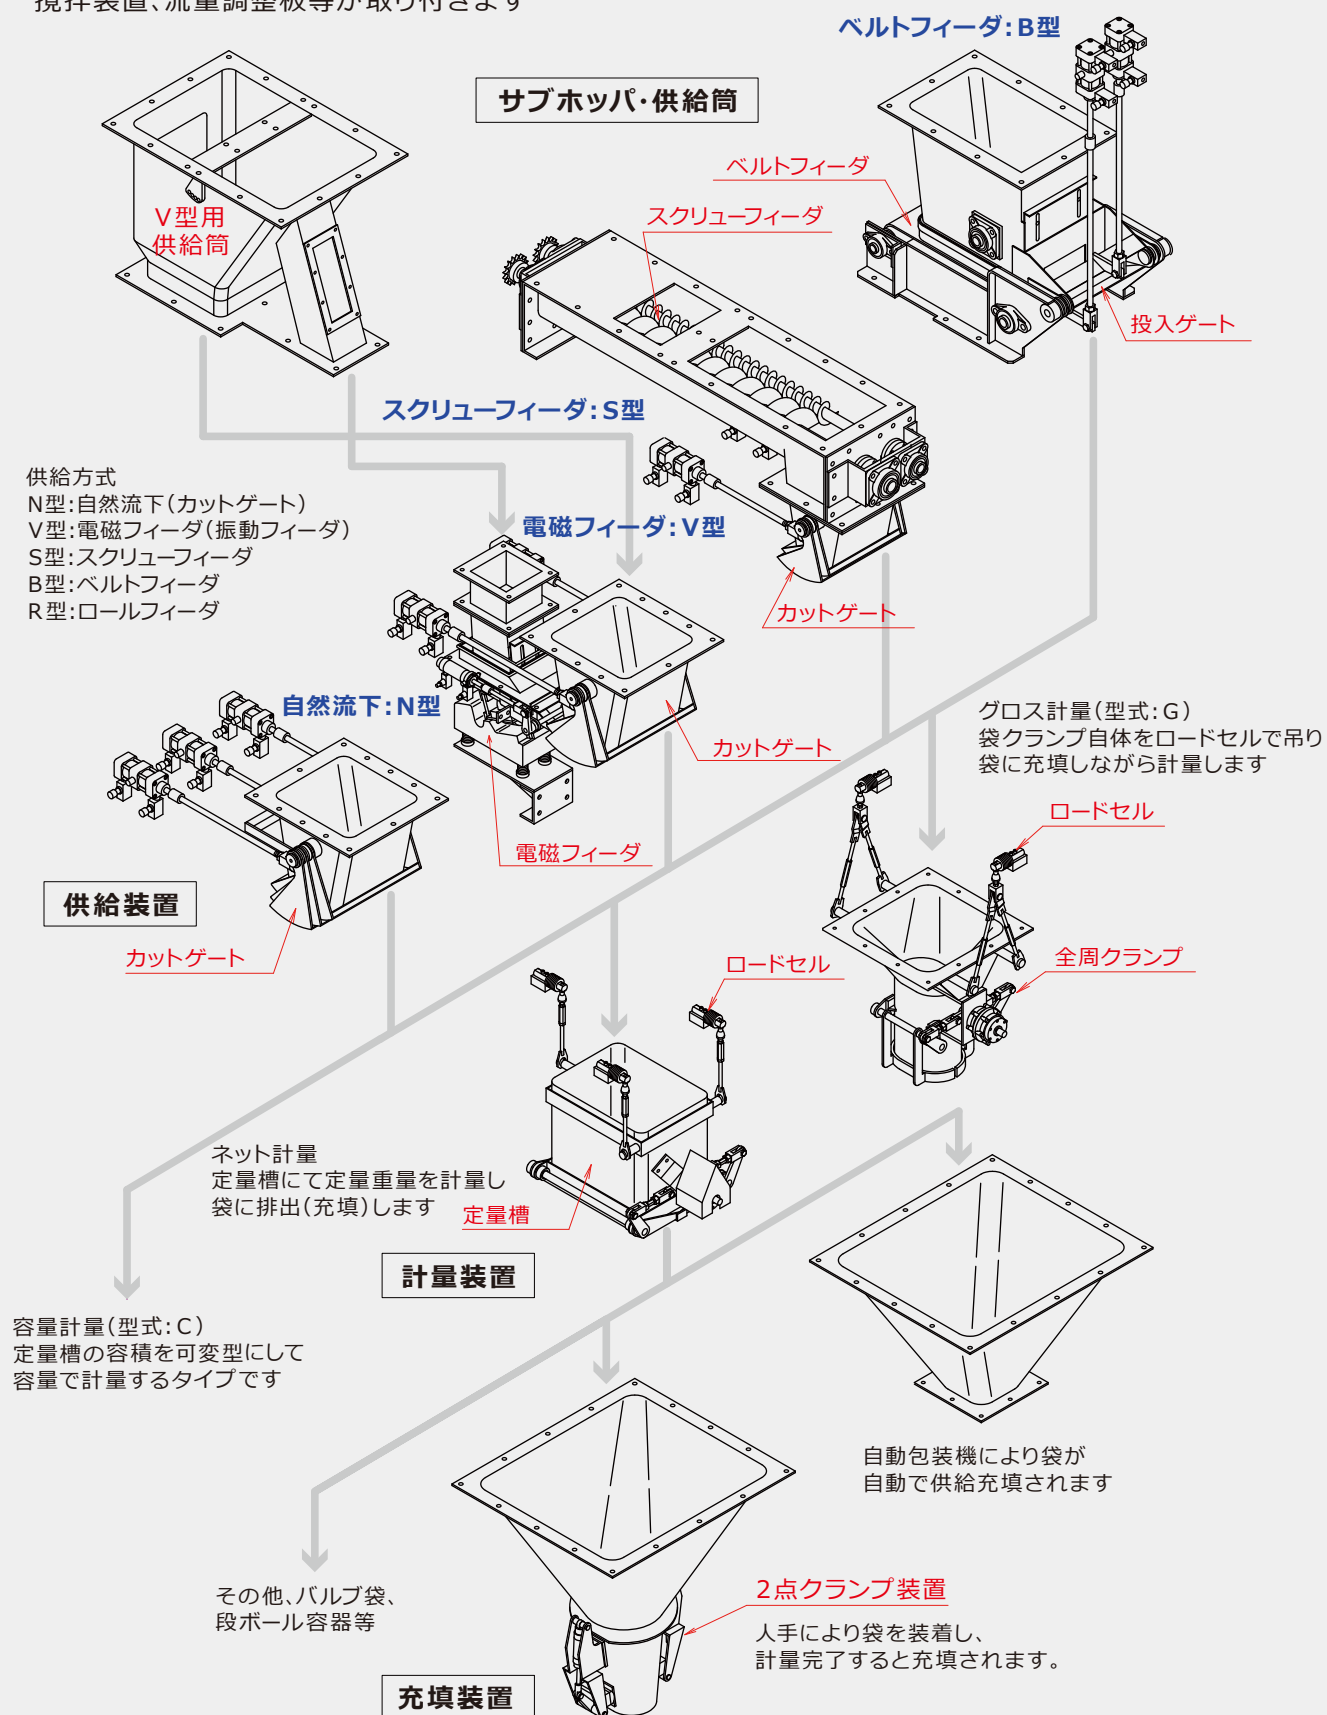 撹拌装置、流量調整板等が取り付きます
ベルトフィーダ:B型
サブホッパ・供給筒
ベルトフィーダ
スクリューフィーダ
V型用
供給筒
投入ゲート
スクリューフィーダ:S型
供給方式
N型:自然流下(カットゲート)
V型:電磁フィーダ(振動フィーダ)
S型:スクリューフィーダ
B型:ベルトフィーダ
R型:ロールフィーダ
電磁フィーダ:V型
カットゲート
自然流下:N型
カットゲート
グロス計量(型式:G)
袋クランプ自体をロードセルで吊り
袋に充填しながら計量します
ロードセル
電磁フィーダ
供給装置
カットゲート
ロードセル
全周クランプ
ネット計量
定量槽にて定量重量を計量し
袋に排出(充填)します
定量槽
計量装置
容量計量(型式:C)
定量槽の容積を可変型にして
容量で計量するタイプです
自動包装機により袋が
自動で供給充填されます
その他、バルブ袋、
段ボール容器等
2点クランプ装置
人手により袋を装着し、
計量完了すると充填されます。
充填装置